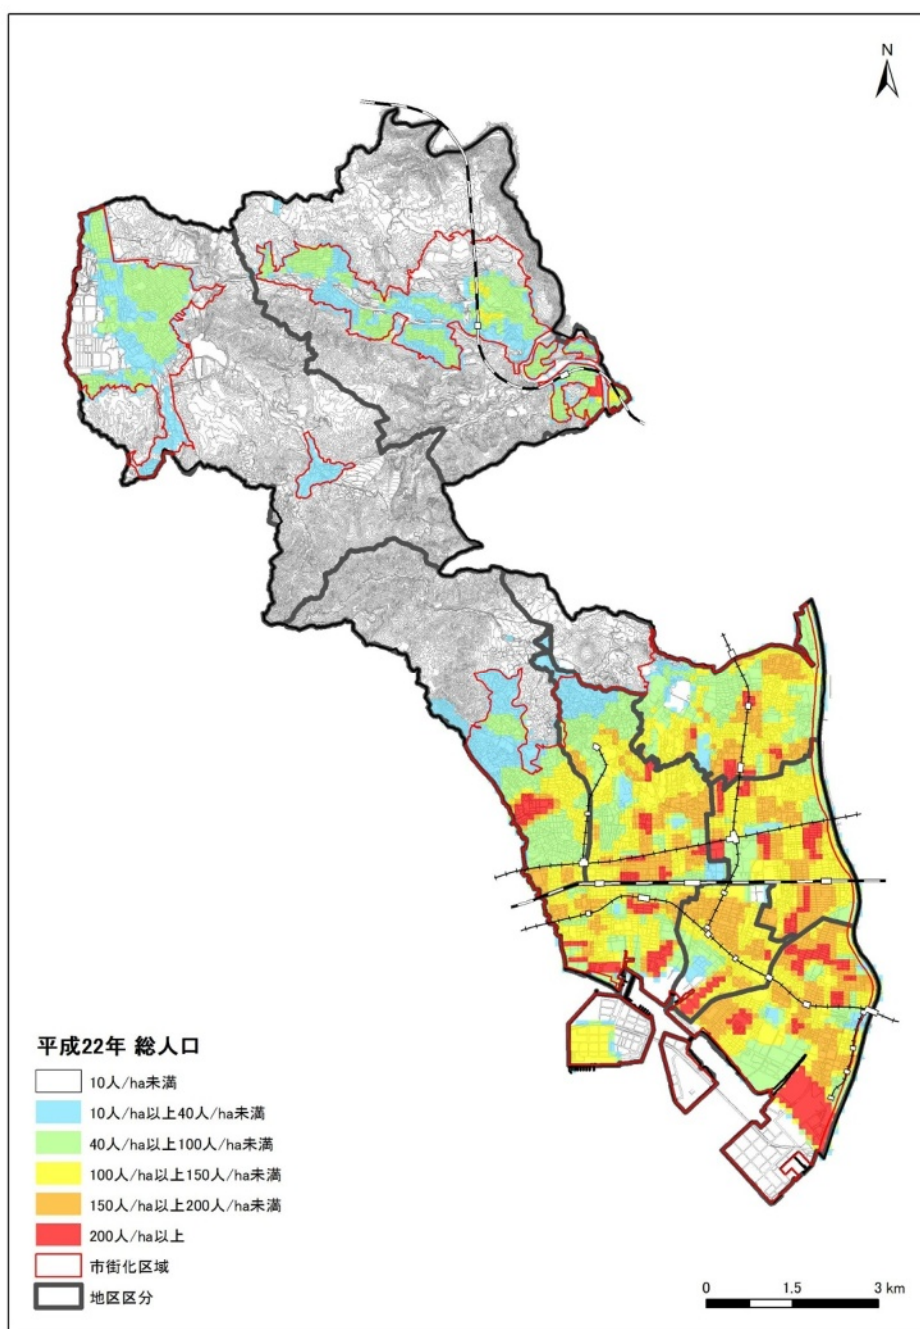 N
平成22年 総人口
10人/ha未満
10人/ha以上40人/ha未満
40人/ha以上100人/ha未満
100人/ha以上150人/ha未満
150人/ha以上200人/ha未満
200人/ha以上
市街化区域
地区区分
0 1.5 3 km